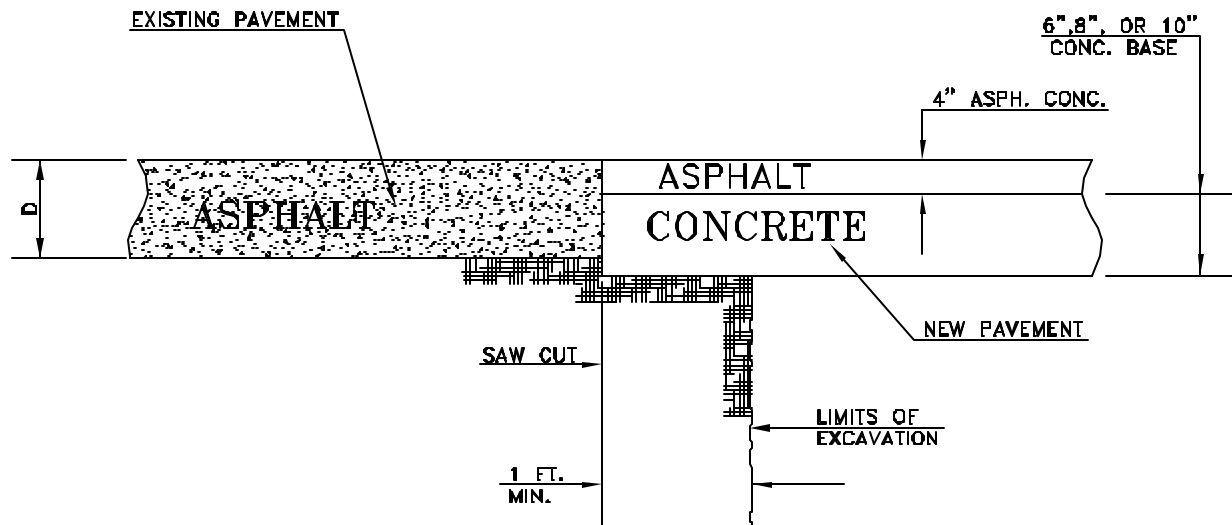 EXISTING PAVEMENT
6",8", OR 10"
CONC. BASE
4" ASPH. CONC.
ASPHALT
D
ASPHALT
CONCRETE
NEW PAVEMENT
SAW CUT
LIMITS OF
EXCAVATION
1 FT.
MIN.